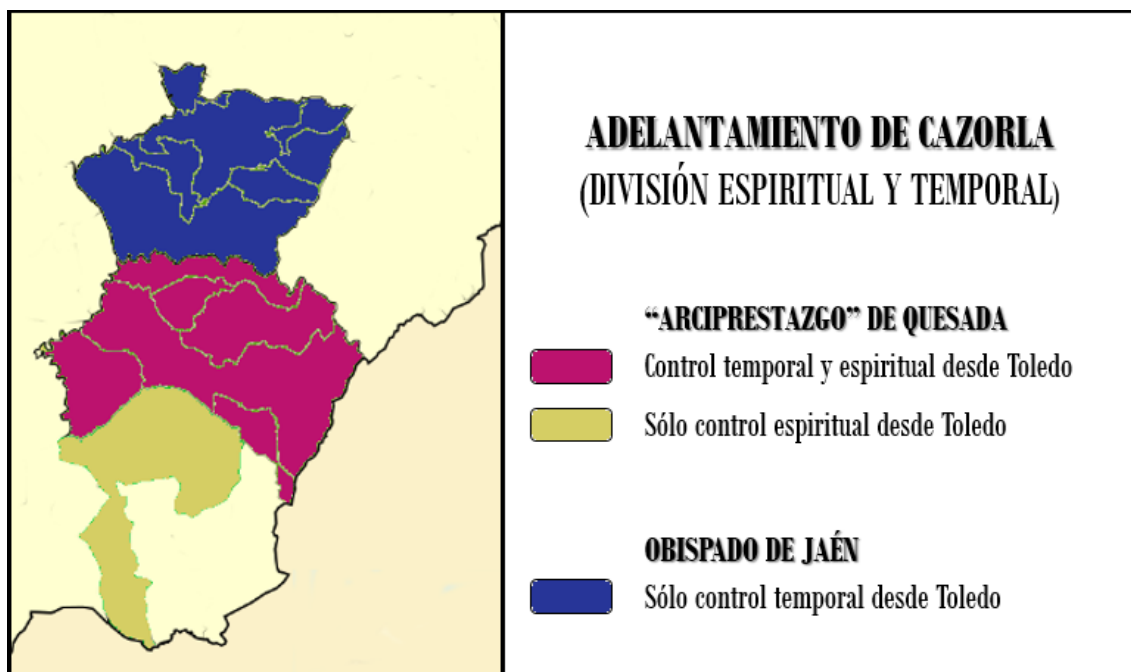 ADELANTAMIENTO DE CAZORLA
(DIVISIÓN ESPIRITUAL Y TEMPORAL)
“ARCIPRESTAZGO” DE QUESADA
Control temporal y espiritual desde Toledo
Sólo control espiritual desde Toledo
OBISPADO DE JAÉN
Sólo control temporal desde Toledo